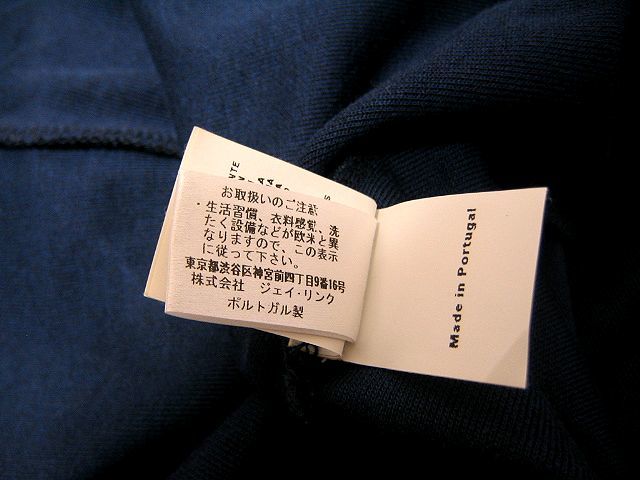 お取扱いのご注意
・生活習慣、衣料感覚、洗
たく設備などが欧米と異
なりますので、この表示
に従って下さい。
東京都渋谷区神宮前四丁目9番16号
株式会社 ジェイ・リンク
ポルトガル製
Made in Portugal